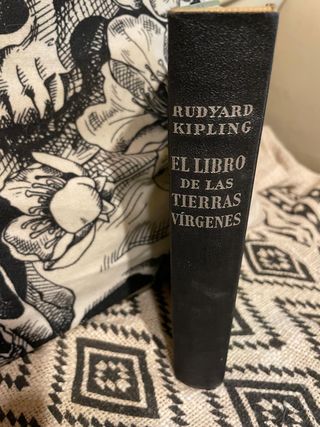 RUDYARD
KIPLING
EL LIBRO
DE LAS
TIERRAS
VÍRGENES